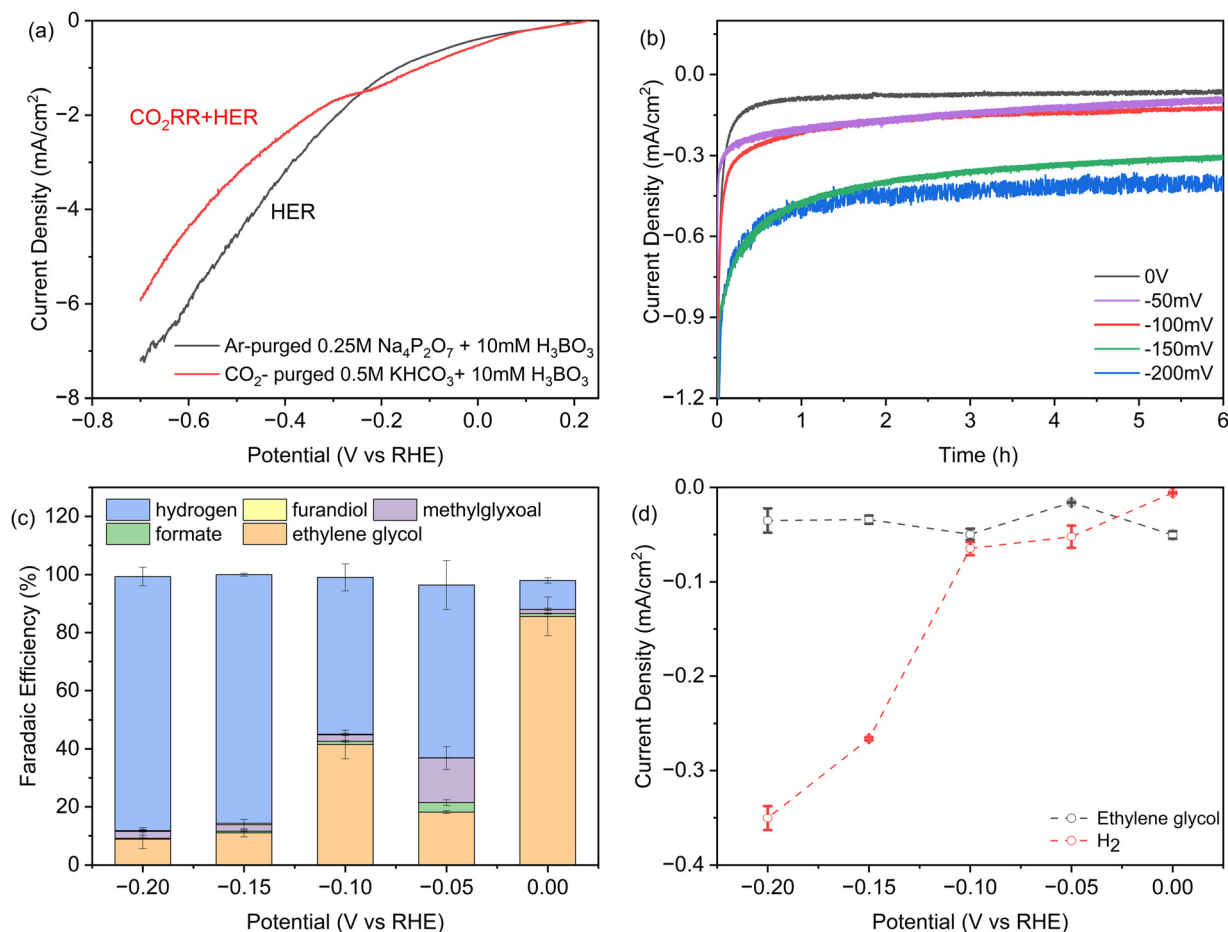 (a)
CO₂RR+HER
HER
Ar-purged 0.25M Na₄P₂O₇ + 10mM H₃BO₃
CO₂- purged 0.5M KHCO₃+ 10mM H₃BO₃
0
−2
−4
−6
−8
−0.8
−0.6
−0.4
−0.2
0.0
0.2
Current Density (mA/cm²)
Potential (V vs RHE)
(b)
0.0
−0.3
−0.6
−0.9
−1.2
0
1
2
3
4
5
6
Current Density (mA/cm²)
Time (h)
0V
-50mV
-100mV
-150mV
-200mV
(c)
hydrogen
furandiol
methylglyxoal
formate
ethylene glycol
120
100
80
60
40
20
0
−0.20
−0.15
−0.10
−0.05
0.00
Faradaic Efficiency (%)
Potential (V vs RHE)
(d)
0.0
−0.1
−0.2
−0.3
−0.4
−0.20
−0.15
−0.10
−0.05
0.00
Current Density (mA/cm²)
Potential (V vs RHE)
Ethylene glycol
H₂